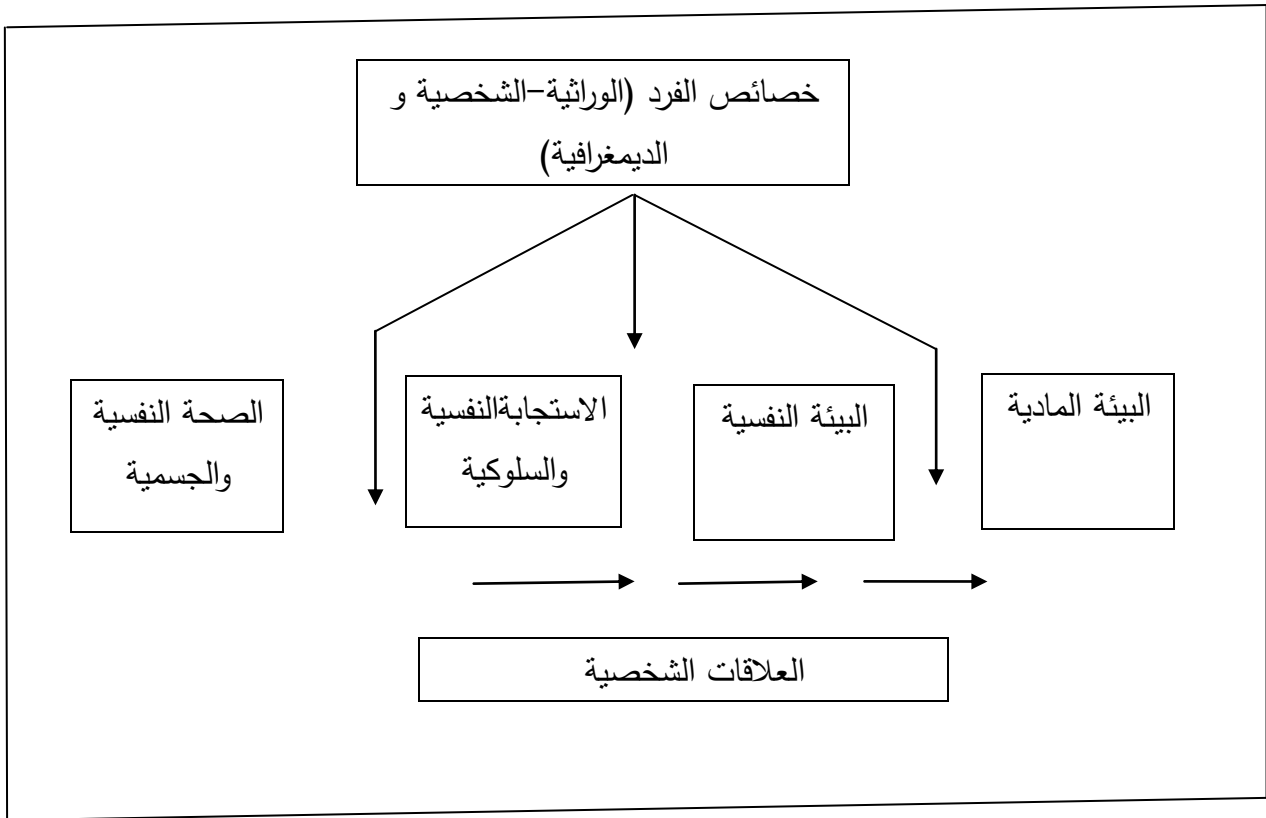 خصائص الفرد (الوراثية-الشخصية و
الديمغرافية)
البيئة المادية
البيئة النفسية
الاستجابةالنفسية
والسلوكية
الصحة النفسية
والجسمية
العلاقات الشخصية